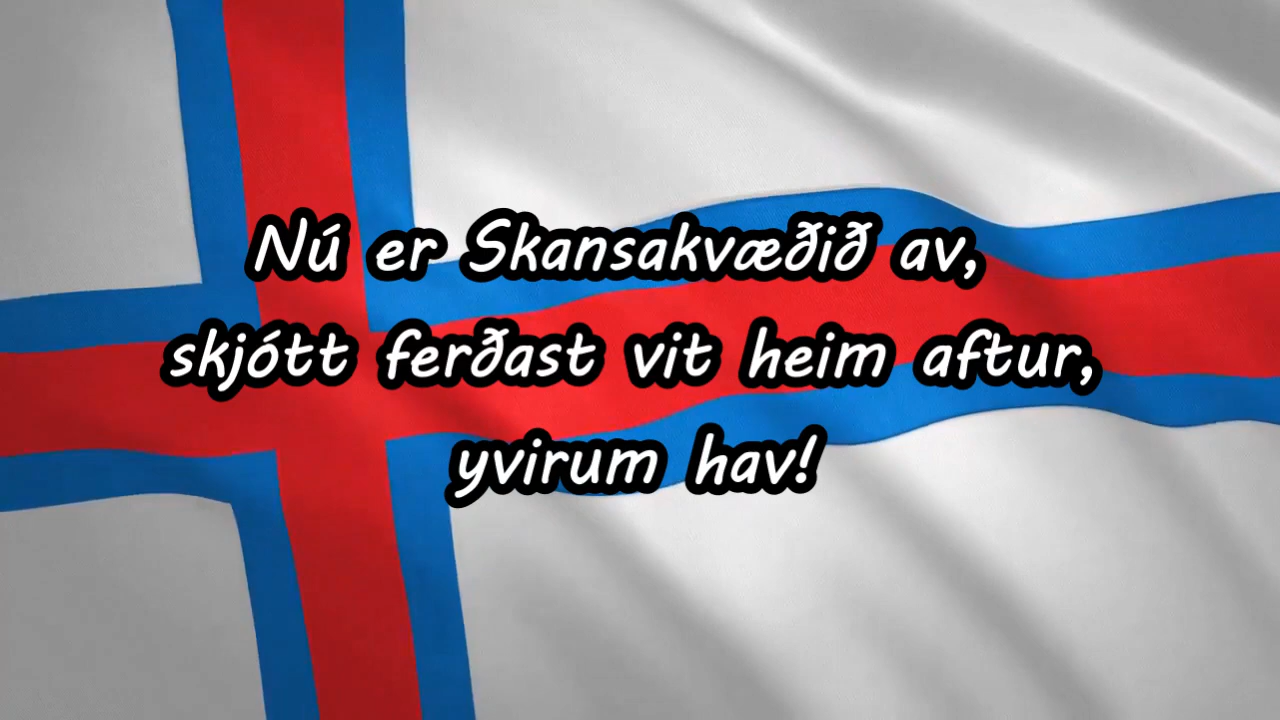 Nú er Skansakvæðið av,
skjótt ferðast vit heim aftur,
yvirum hav!